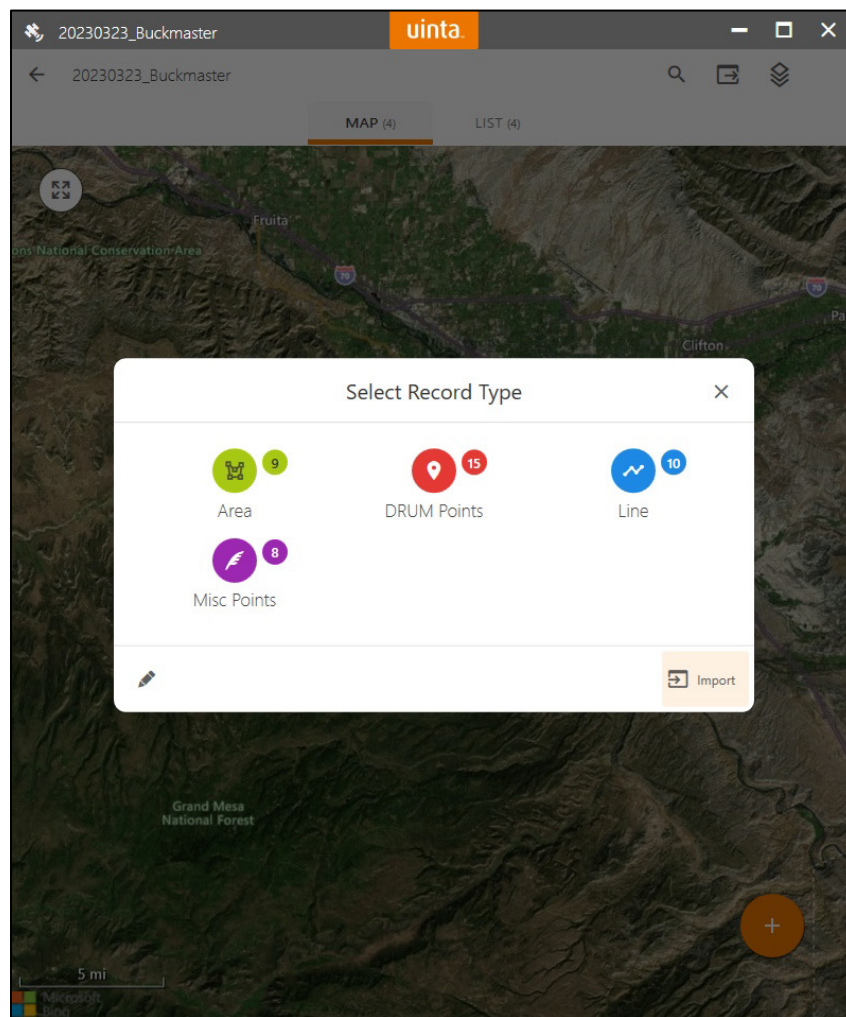 20230323_Buckmaster
uinta.
20230323_Buckmaster
MAP (4)
LIST (4)
Fruita
ons National Conservation Area
70
70
Pa
Clifton
Select Record Type
9
15
10
Area
DRUM Points
Line
8
Misc Points
Import
Grand Mesa
National Forest
5 mi
Microsoft
Bing